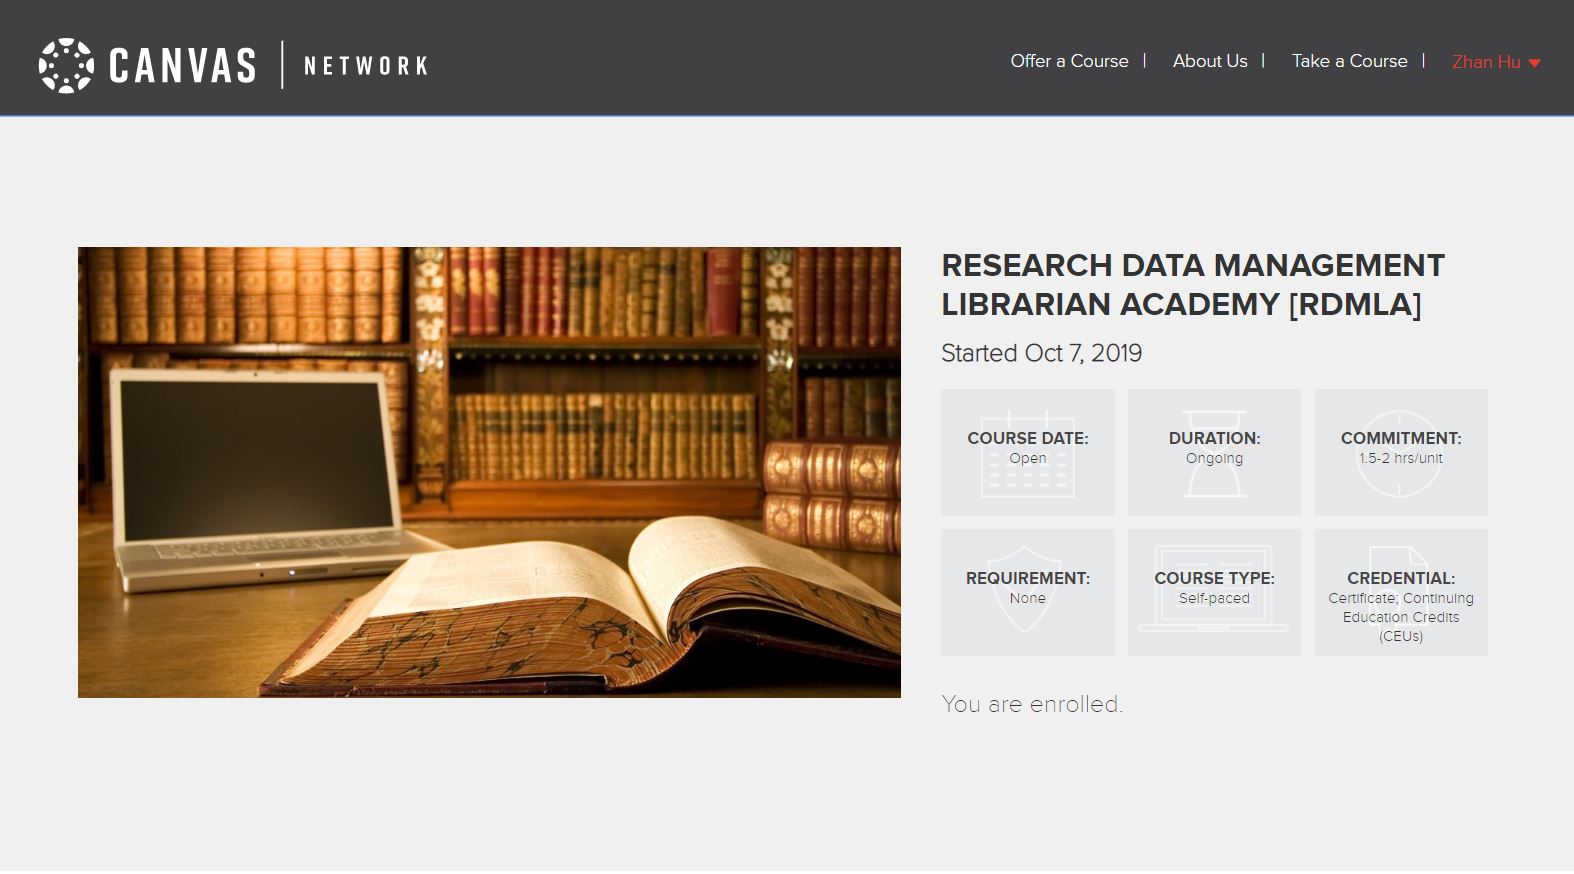 CANVAS | NETWORK
Offer a Course |
About Us |
Take a Course |
Zhan Hu
RESEARCH DATA MANAGEMENT
LIBRARIAN ACADEMY [RDMLA]
Started Oct 7, 2019
COURSE DATE:
Open
DURATION:
Ongoing
COMMITMENT:
1.5-2 hrs/unit
REQUIREMENT:
None
COURSE TYPE:
Self-paced
CREDENTIAL:
Certificate; Continuing
Education Credits
(CEUs)
You are enrolled.